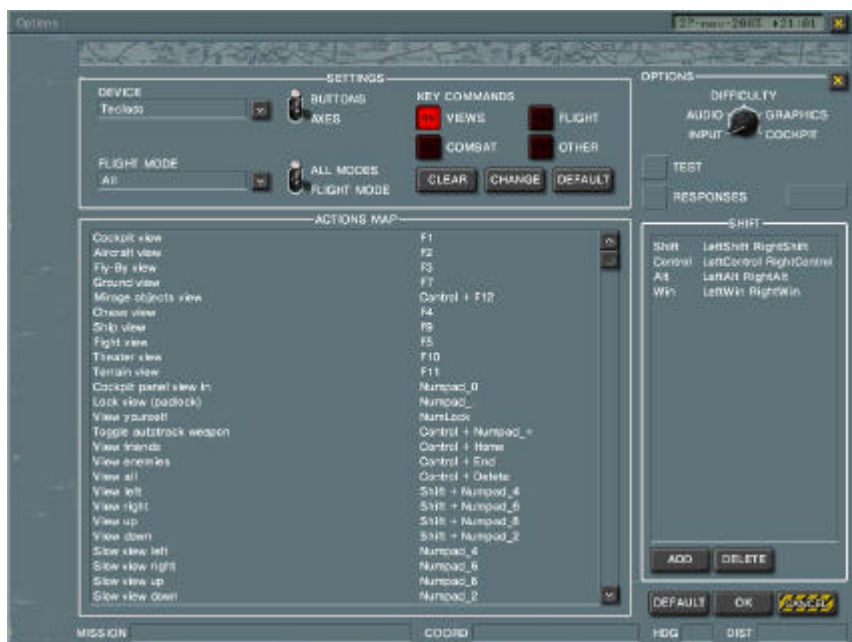 Options
21:01
SETTINGS
DEVICE
Teclado
BUTTONS
AXES
KEY COMMANDS
VIEWS
FLIGHT
COMBAT
OTHER
FLIGHT MODE
All
ALL MODES
FLIGHT MODE
CLEAR
CHANGE
DEFAULT
OPTIONS
DIFFICULTY
AUDIO
GRAPHICS
INPUT
COCKPIT
TEST
RESPONSES
ACTIONS MAP
Cockpit view F1
Aircraft view F2
Fly-By view F3
Ground view F7
Mirage objects view Control + F12
Chase view F4
Ship view F9
Fight view F5
Theater view F10
Terrain view F11
Cockpit panel view in Numpad_0
Lock view (padlock) Numpad_.
View yourself NumLock
Toggle autotrack weapon Control + Numpad_+
View friends Control + Home
View enemies Control + End
View all Control + Delete
View left Shift + Numpad_4
View right Shift + Numpad_6
View up Shift + Numpad_8
View down Shift + Numpad_2
Slow view left Numpad_4
Slow view right Numpad_6
Slow view up Numpad_8
Slow view down Numpad_2
SHIFT
Shift LeftShift RightShift
Control LeftControl RightControl
Alt LeftAlt RightAlt
Win LeftWin RightWin
ADD
DELETE
DEFAULT
OK
CANCEL
MISSION
COORD
HDG
DIST